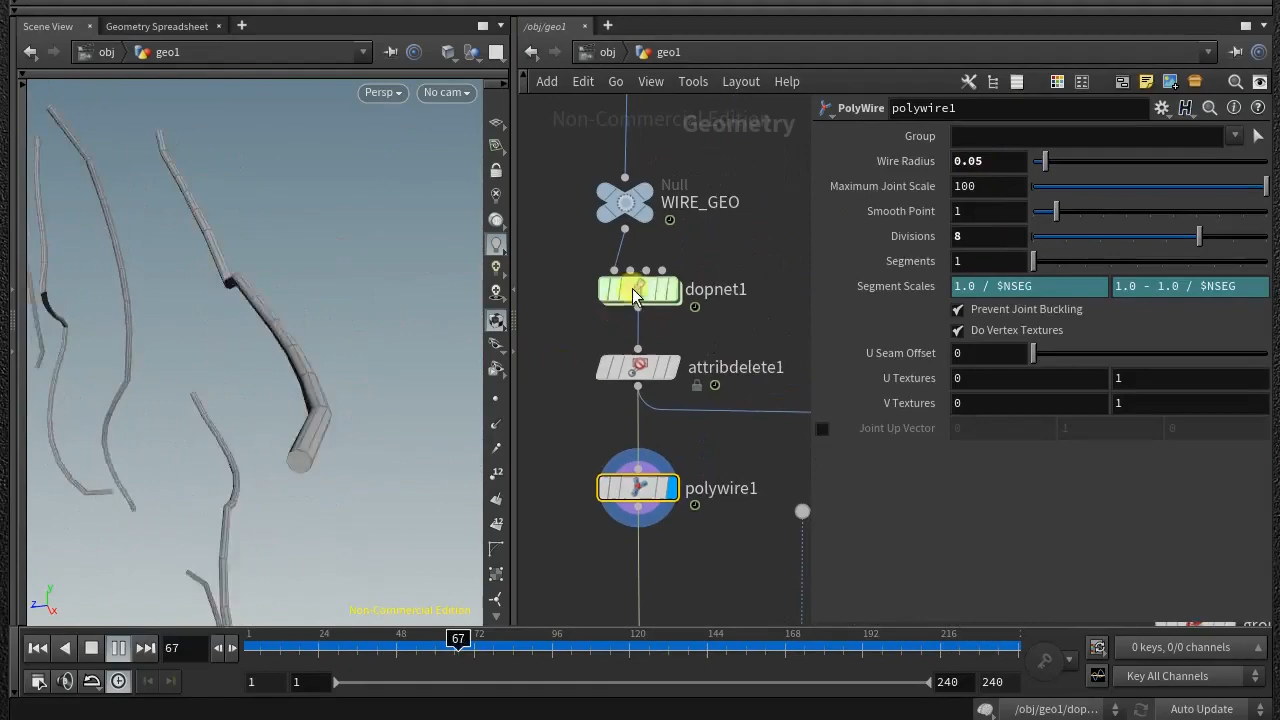 Scene View
Geometry Spreadsheet
/obj/geo1
obj
geo1
obj
geo1
Add
Edit
Go
View
Tools
Layout
Help
Persp
No cam
Non-Commercial Edition
Geometry
Null
WIRE_GEO
dopnet1
attribdelete1
polywire1
PolyWire
polywire1
Group
Wire Radius
0.05
Maximum Joint Scale
100
Smooth Point
1
Divisions
8
Segments
1
Segment Scales
1.0 / $NSEG
1.0 - 1.0 / $NSEG
Prevent Joint Buckling
Do Vertex Textures
U Seam Offset
0
U Textures
0
1
V Textures
0
1
Joint Up Vector
0
1
0
12
12
y
z
x
Non-Commercial Edition
67
1
24
48
67
72
96
120
144
168
192
216
0 keys, 0/0 channels
1
1
240
240
Key All Channels
/obj/geo1/dop...
Auto Update